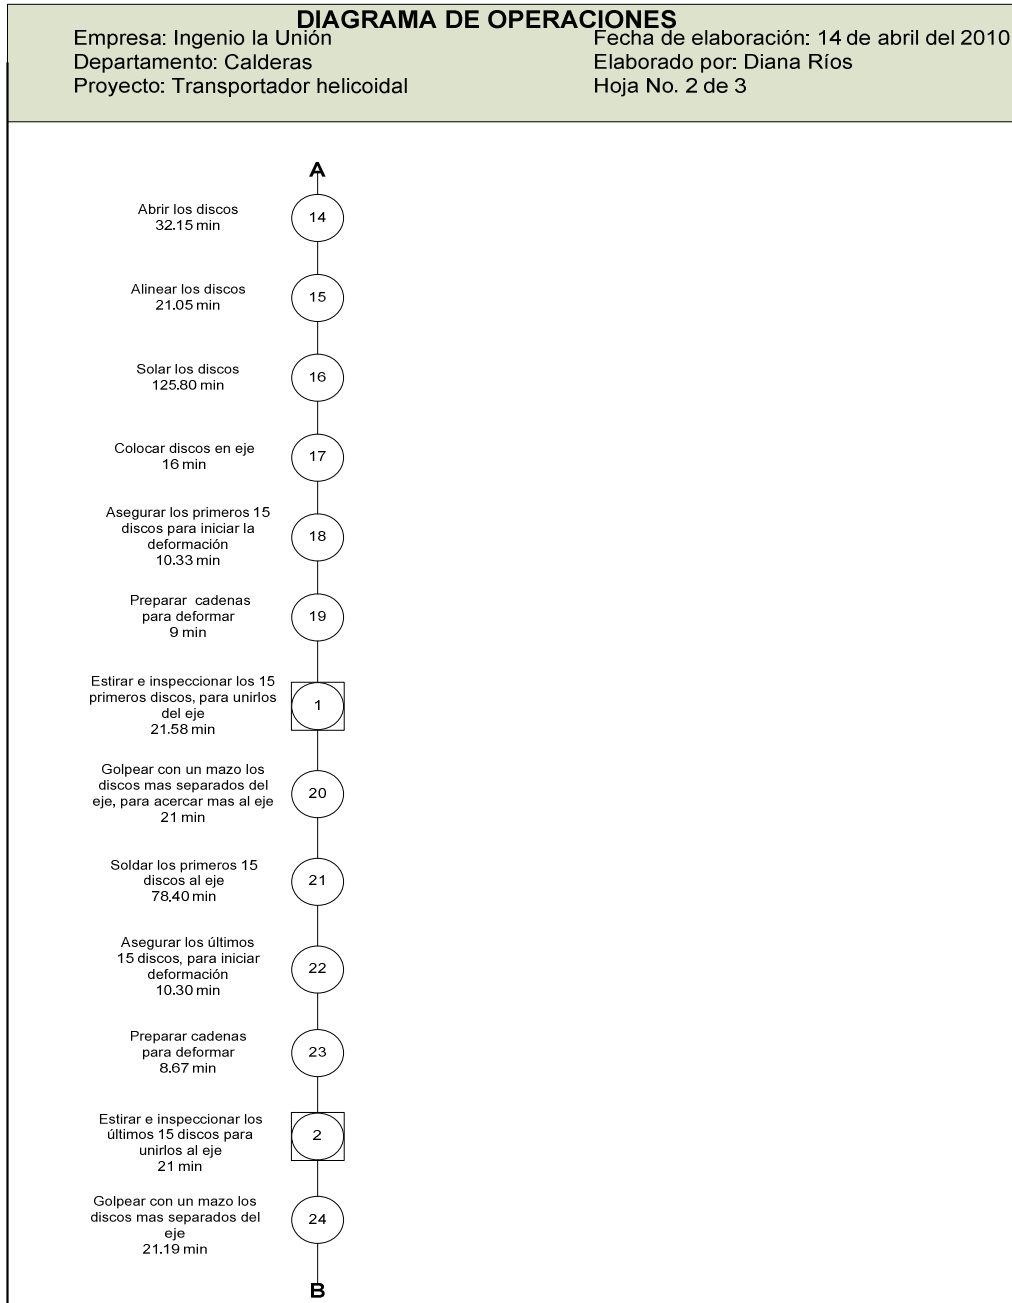 DIAGRAMA DE OPERACIONES
Empresa: Ingenio la Unión
Fecha de elaboración: 14 de abril del 2010
Departamento: Calderas
Elaborado por: Diana Ríos
Proyecto: Transportador helicoidal
Hoja No. 2 de 3
A
Abrir los discos
32.15 min
14
Alinear los discos
21.05 min
15
Solar los discos
125.80 min
16
Colocar discos en eje
16 min
17
Asegurar los primeros 15
discos para iniciar la
deformación
10.33 min
18
Preparar cadenas
para deformar
9 min
19
Estirar e inspeccionar los 15
primeros discos, para unirlos
del eje
21.58 min
1
Golpear con un mazo los
discos mas separados del
eje, para acercar mas al eje
21 min
20
Soldar los primeros 15
discos al eje
78.40 min
21
Asegurar los últimos
15 discos, para iniciar
deformación
10.30 min
22
Preparar cadenas
para deformar
8.67 min
23
Estirar e inspeccionar los
últimos 15 discos para
unirlos al eje
21 min
2
Golpear con un mazo los
discos mas separados del
eje
21.19 min
24
B